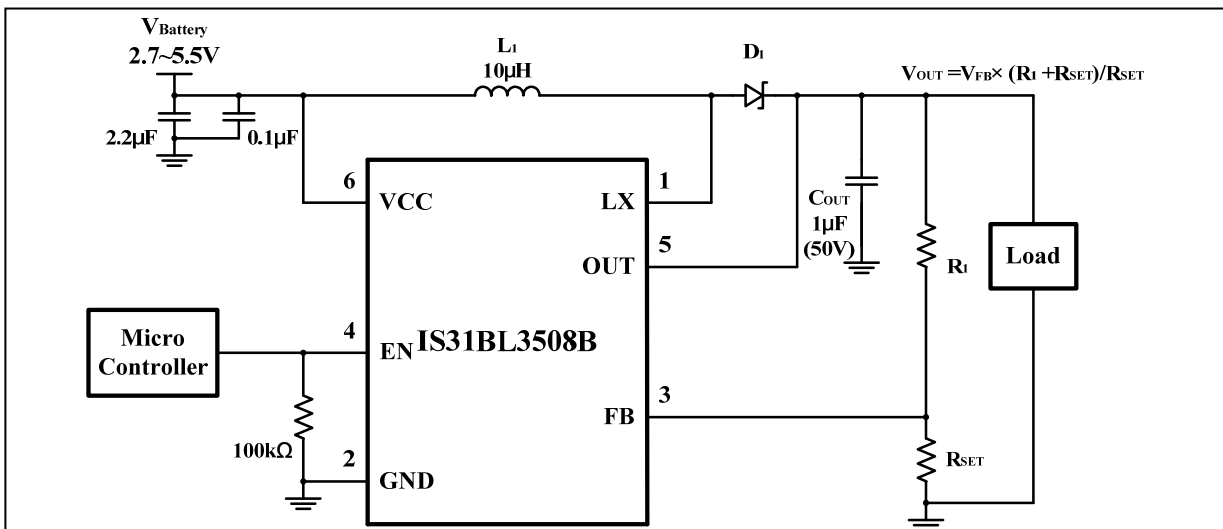 VBattery
2.7~5.5V
L1
10μH
D1
VOUT =VFB× (R1 +RSET)/RSET
2.2μF
0.1μF
6
VCC
1
LX
COUT
1μF
(50V)
5
OUT
R1
Load
Micro
Controller
4
EN
IS31BL3508B
3
FB
100kΩ
2
GND
RSET